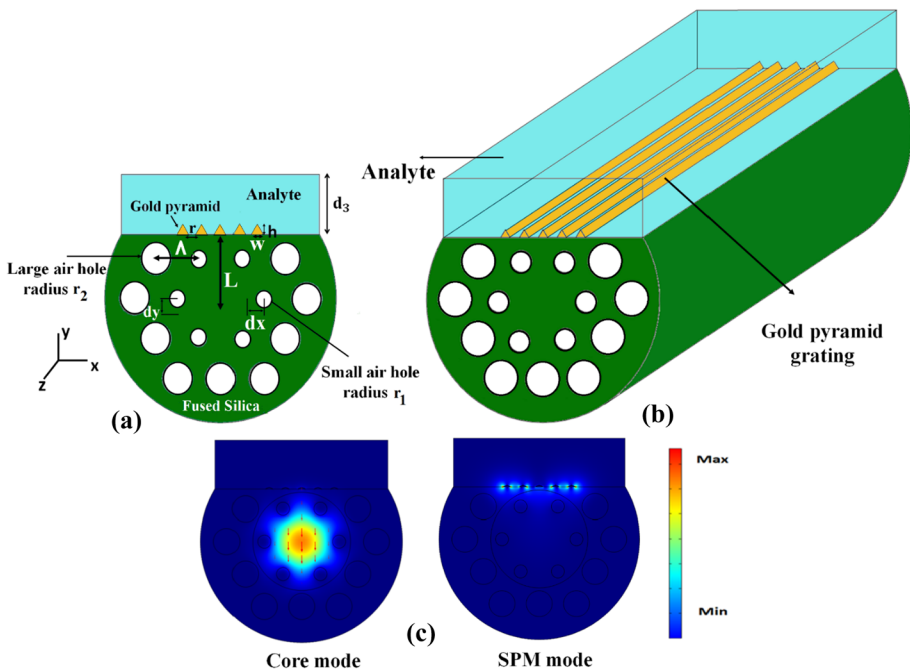 Analyte
d3
Gold pyramid
r
h
w
Λ
Large air hole
radius r2
L
dy
dx
Small air hole
radius r1
y
x
z
Fused Silica
(a)
Analyte
Gold pyramid
grating
(b)
Max
Min
(c)
Core mode
SPM mode